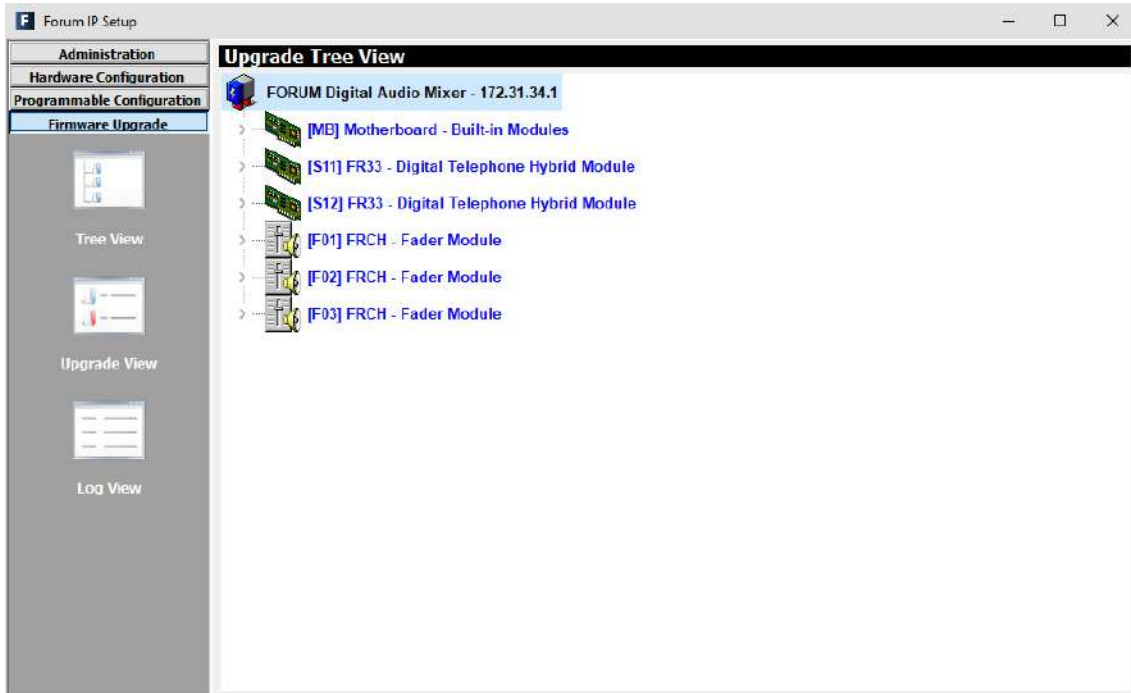 F Forum IP Setup
Administration
Hardware Configuration
Programmable Configuration
Firmware Upgrade
Tree View
Upgrade View
Log View
Upgrade Tree View
FORUM Digital Audio Mixer - 172.31.34.1
[MB] Motherboard - Built-in Modules
[S11] FR33 - Digital Telephone Hybrid Module
[S12] FR33 - Digital Telephone Hybrid Module
[F01] FRCH - Fader Module
[F02] FRCH - Fader Module
[F03] FRCH - Fader Module